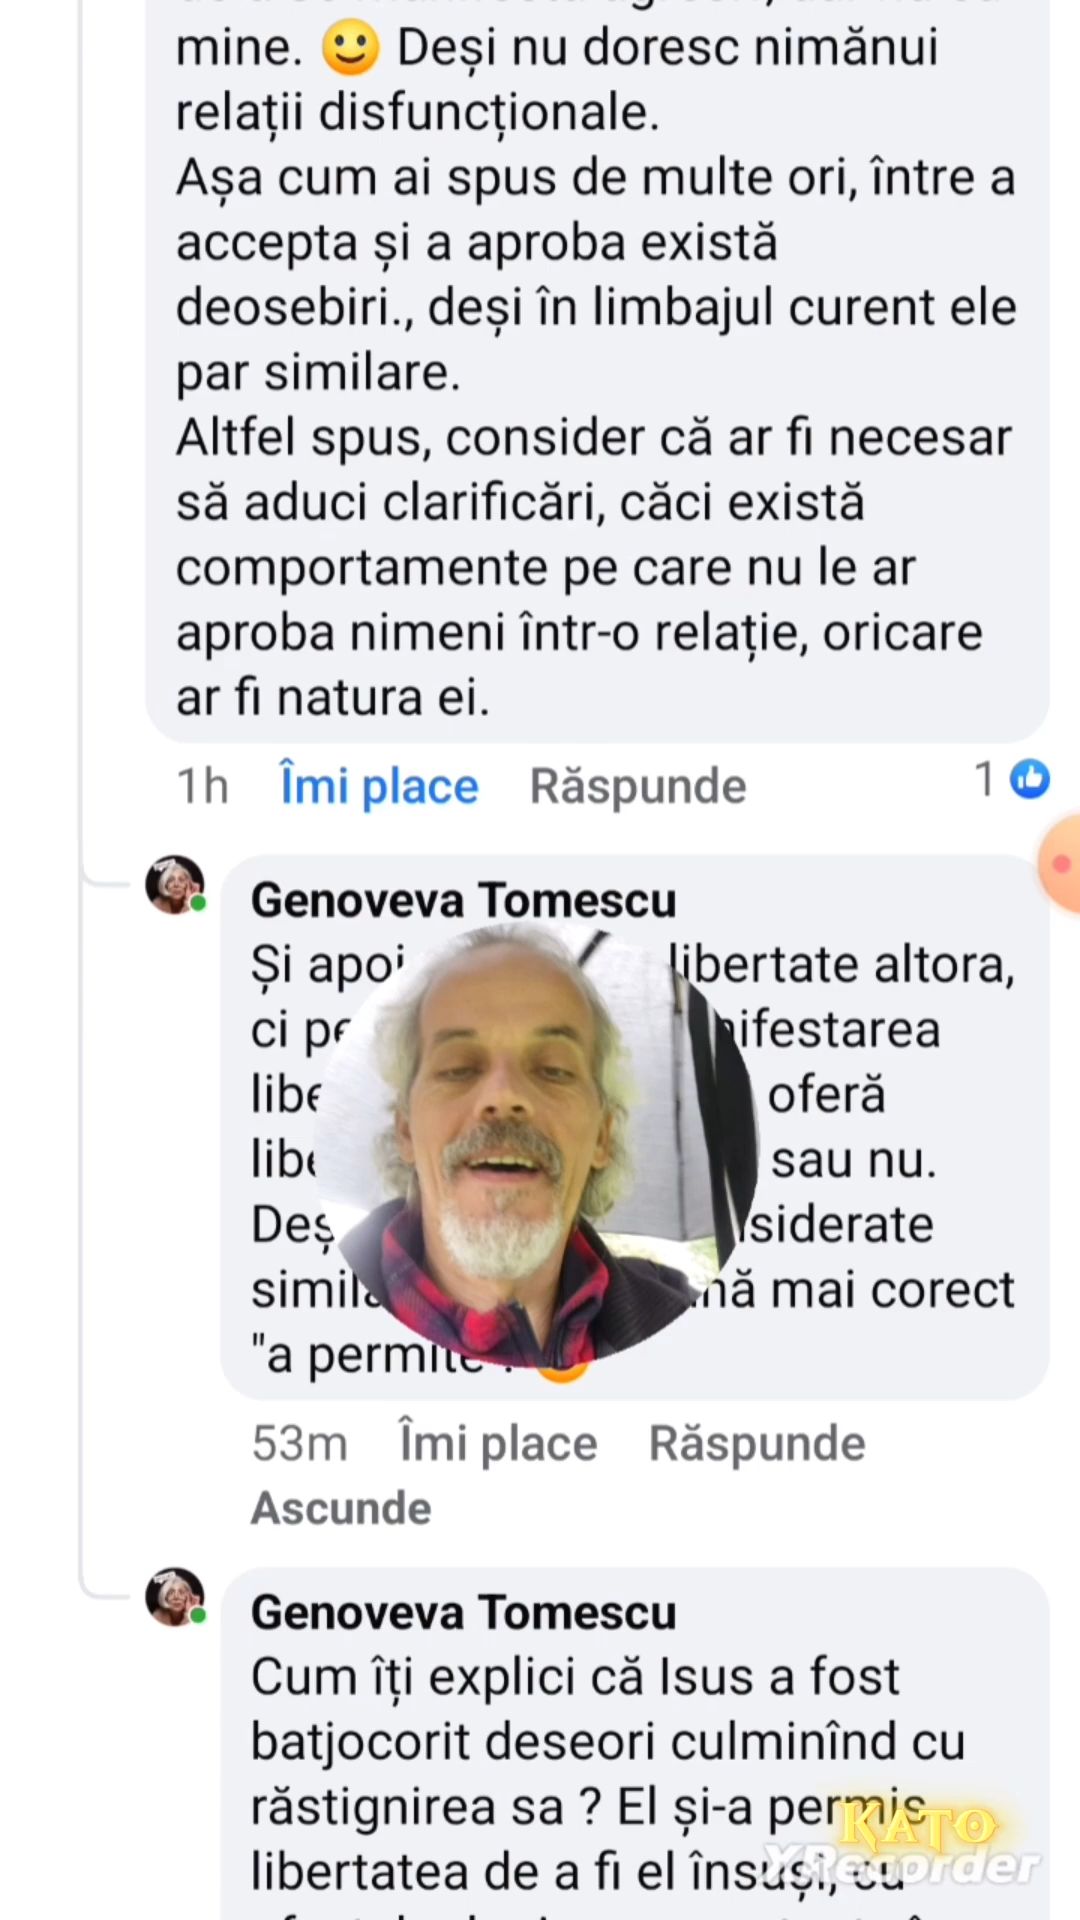 mine. 🙂 Deși nu doresc nimănui
relații disfuncționale.
Așa cum ai spus de multe ori, între a
accepta și a aproba există
deosebiri., deși în limbajul curent ele
par similare.
Altfel spus, consider că ar fi necesar
să aduci clarificări, căci există
comportamente pe care nu le ar
aproba nimeni într-o relație, oricare
ar fi natura ei.
1h Îmi place Răspunde 1
Genoveva Tomescu
Și apoi libertate altora,
ci
oferă
sau nu.
mai corect
"a permite".
53m Îmi place Răspunde
Ascunde
Genoveva Tomescu
Cum îți explici că Isus a fost
batjocorit deseori culminînd cu
răstignirea sa ? El și-a permis
libertatea de a fi el însuși, cu
KATO
XRecorder